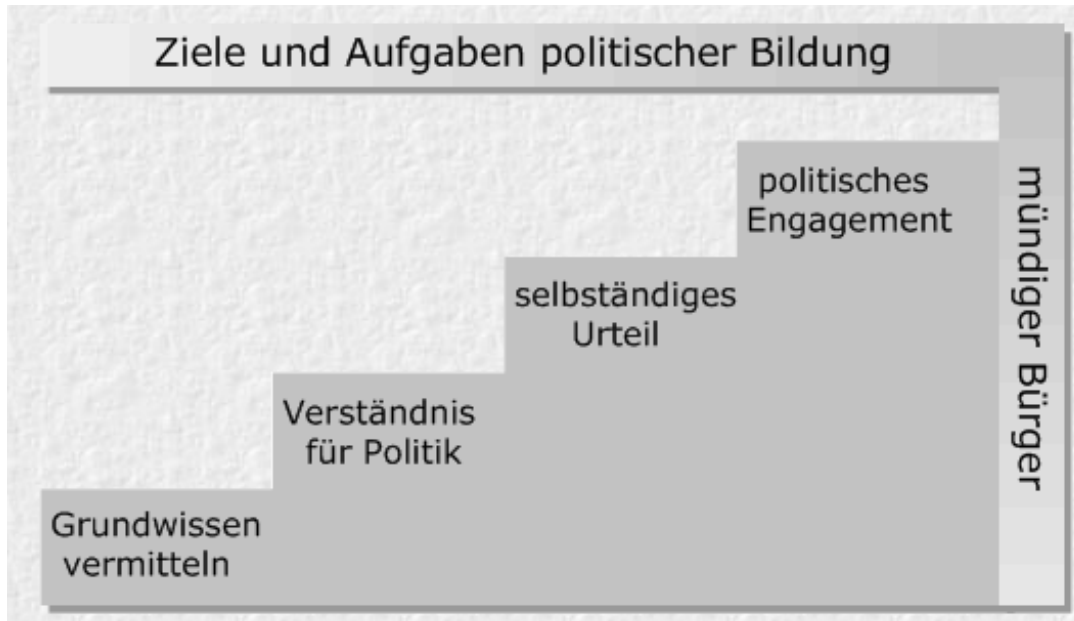 Ziele und Aufgaben politischer Bildung
politisches
Engagement
selbständiges
Urteil
Verständnis
für Politik
Grundwissen
vermitteln
mündiger Bürger